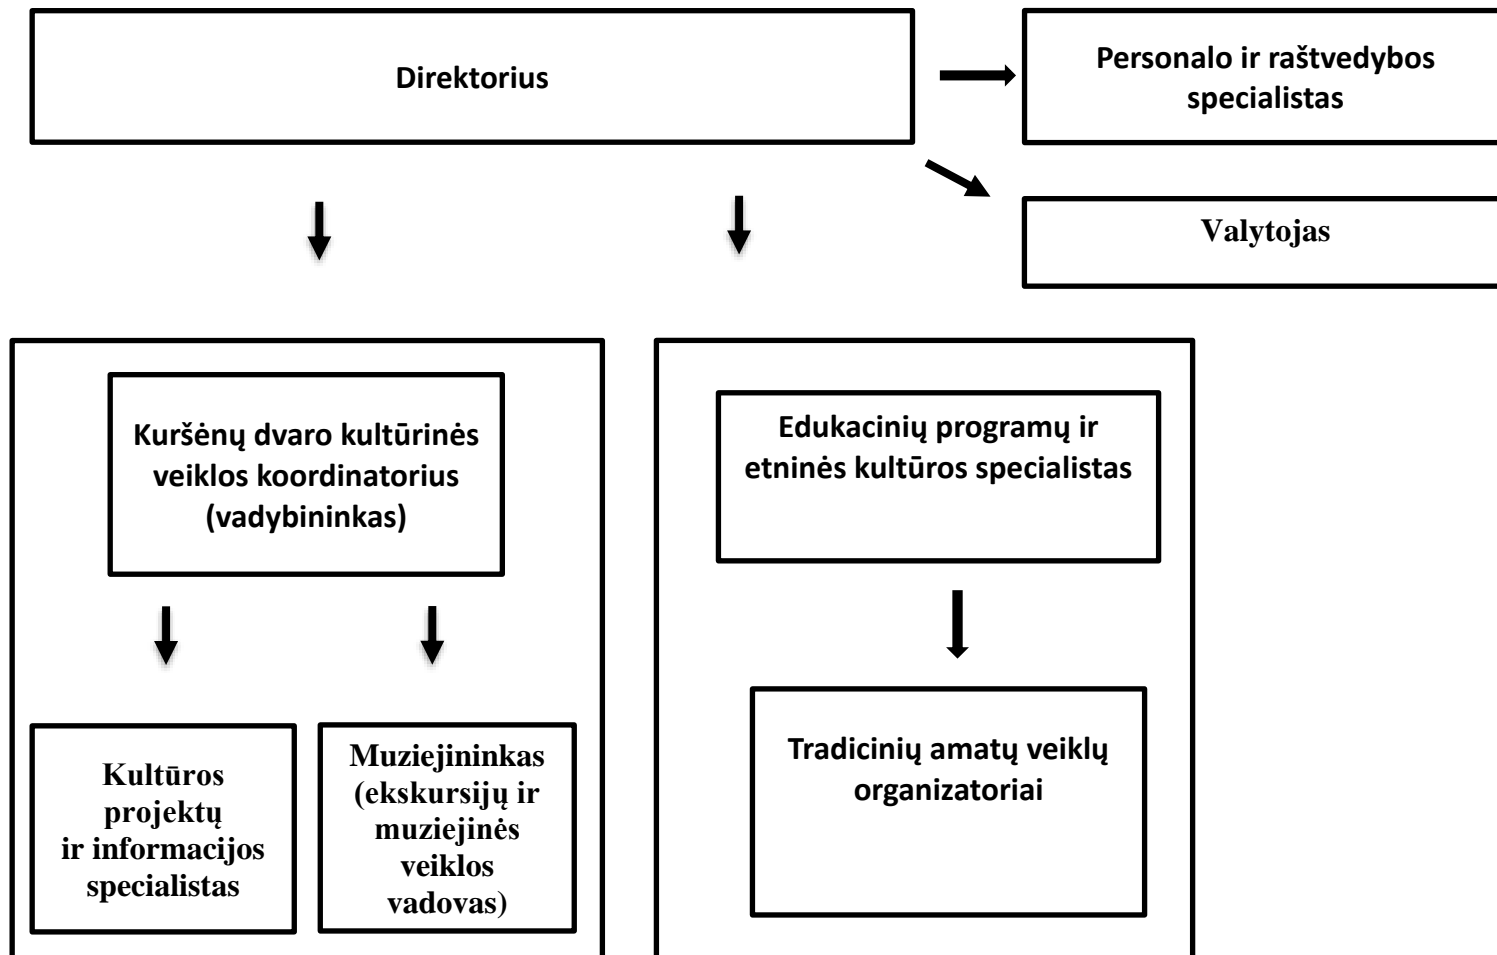 Direktorius
Personalo ir raštvedybos
specialistas
Valytojas
Kuršėnų dvaro kultūrinės
veiklos koordinatorius
(vadybininkas)
Edukacinių programų ir
etninės kultūros specialistas
Kultūros
projektų
ir informacijos
specialistas
Muziejininkas
(ekskursijų ir
muziejinės
veiklos
vadovas)
Tradicinių amatų veiklų
organizatoriai